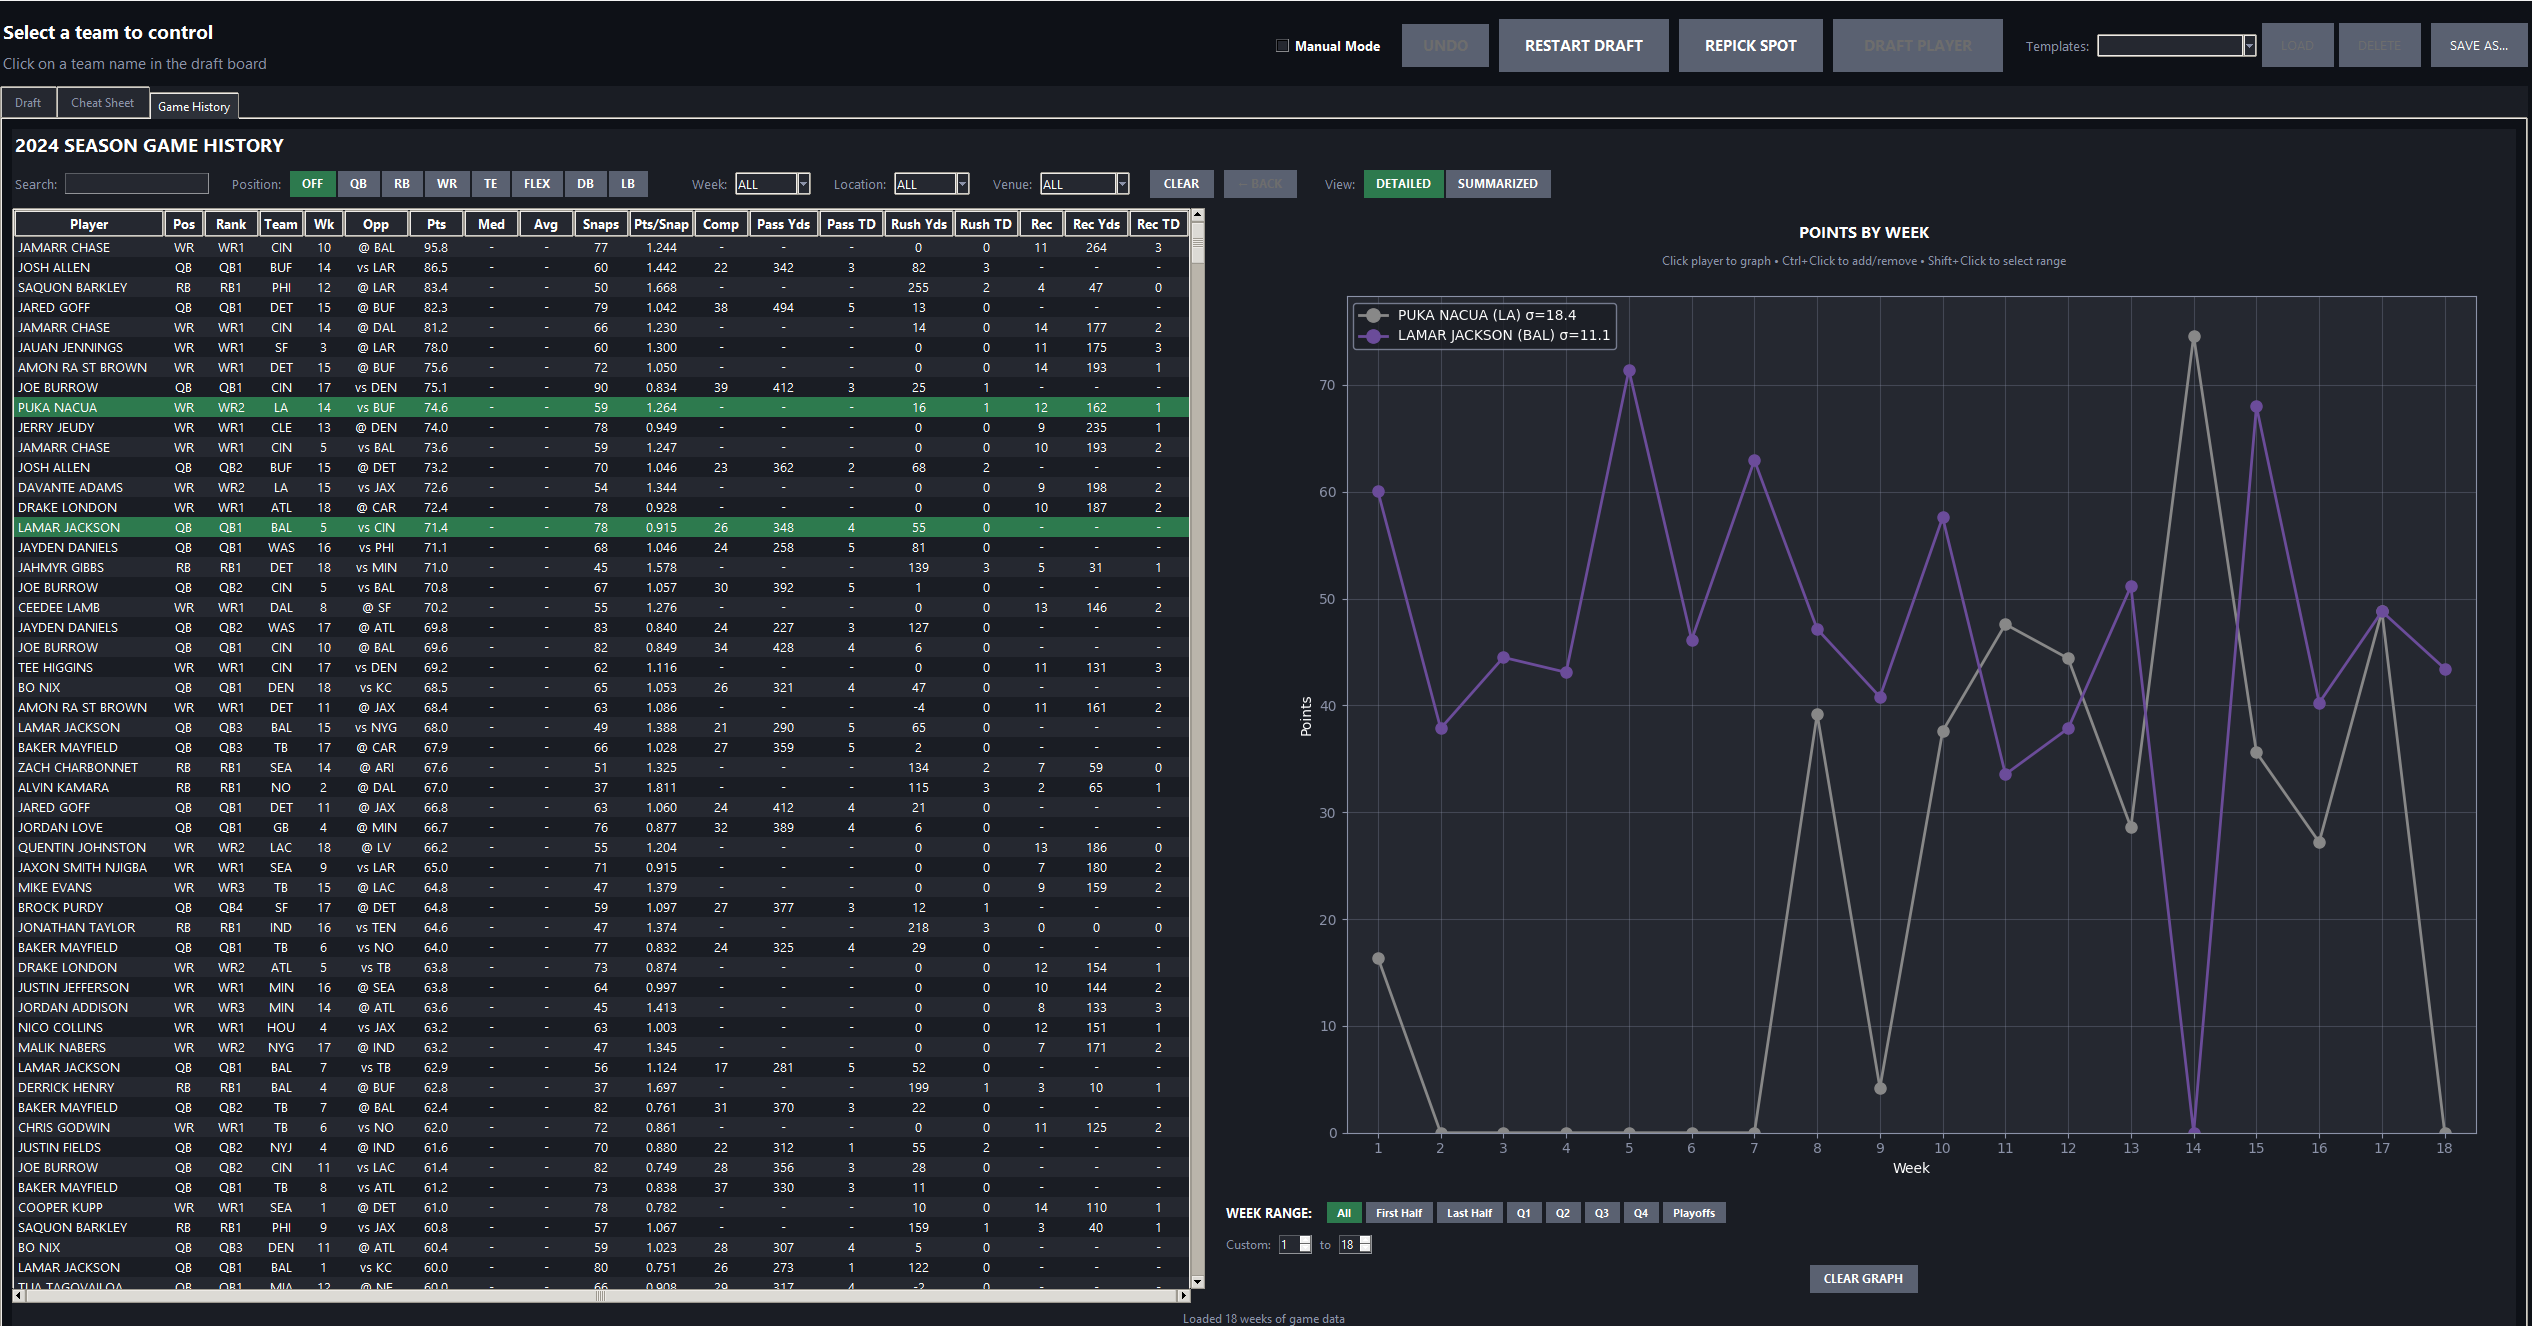 Select a team to control
Click on a team name in the draft board
Manual Mode
UNDO
RESTART DRAFT
REPICK SPOT
DRAFT PLAYER
Templates:
LOAD
DELETE
SAVE AS...
Draft
Cheat Sheet
Game History
2024 SEASON GAME HISTORY
Search:
Position: OFF QB RB WR TE FLEX DB LB
Week: ALL
Location: ALL
Venue: ALL
CLEAR
← BACK
View: DETAILED SUMMARIZED
Player Pos Rank Team Wk Opp Pts Med Avg Snaps Pts/Snap Comp Pass Yds Pass TD Rush Yds Rush TD Rec Rec Yds Rec TD
JAMARR CHASE WR WR1 CIN 10 @ BAL 95.8 - - 77 1.244 - - - 0 0 11 264 3
JOSH ALLEN QB QB1 BUF 14 vs LAR 86.5 - - 60 1.442 22 342 3 82 3 - - -
SAQUON BARKLEY RB RB1 PHI 12 @ LAR 83.4 - - 50 1.668 - - - 255 2 4 47 0
JARED GOFF QB QB1 DET 15 @ BUF 82.3 - - 79 1.042 38 494 5 13 0 - - -
JAMARR CHASE WR WR1 CIN 14 @ DAL 81.2 - - 66 1.230 - - - 14 0 14 177 2
JAUAN JENNINGS WR WR1 SF 3 @ LAR 78.0 - - 60 1.300 - - - 0 0 11 175 3
AMON RA ST BROWN WR WR1 DET 15 @ BUF 75.6 - - 72 1.050 - - - 0 0 14 193 1
JOE BURROW QB QB1 CIN 17 vs DEN 75.1 - - 90 0.834 39 412 3 25 1 - - -
PUKA NACUA WR WR2 LA 14 vs BUF 74.6 - - 59 1.264 - - - 16 1 12 162 1
JERRY JEUDY WR WR1 CLE 13 @ DEN 74.0 - - 78 0.949 - - - 0 0 9 235 1
JAMARR CHASE WR WR1 CIN 5 vs BAL 73.6 - - 59 1.247 - - - 0 0 10 193 2
JOSH ALLEN QB QB2 BUF 15 @ DET 73.2 - - 70 1.046 23 362 2 68 2 - - -
DAVANTE ADAMS WR WR2 LA 15 vs JAX 72.6 - - 54 1.344 - - - 0 0 9 198 2
DRAKE LONDON WR WR1 ATL 18 @ CAR 72.4 - - 78 0.928 - - - 0 0 10 187 2
LAMAR JACKSON QB QB1 BAL 5 vs CIN 71.4 - - 78 0.915 26 348 4 55 0 - - -
JAYDEN DANIELS QB QB1 WAS 16 vs PHI 71.1 - - 68 1.046 24 258 5 81 0 - - -
JAHMYR GIBBS RB RB1 DET 18 vs MIN 71.0 - - 45 1.578 - - - 139 3 5 31 1
JOE BURROW QB QB2 CIN 5 vs BAL 70.8 - - 67 1.057 30 392 5 1 0 - - -
CEEDEE LAMB WR WR1 DAL 8 @ SF 70.2 - - 55 1.276 - - - 0 0 13 146 2
JAYDEN DANIELS QB QB2 WAS 17 @ ATL 69.8 - - 83 0.840 24 227 3 127 0 - - -
JOE BURROW QB QB1 CIN 10 @ BAL 69.6 - - 82 0.849 34 428 4 6 0 - - -
TEE HIGGINS WR WR1 CIN 17 vs DEN 69.2 - - 62 1.116 - - - 0 0 11 131 3
BO NIX QB QB1 DEN 18 vs KC 68.5 - - 65 1.053 26 321 4 47 0 - - -
AMON RA ST BROWN WR WR1 DET 11 @ JAX 68.4 - - 63 1.086 - - - -4 0 11 161 2
LAMAR JACKSON QB QB3 BAL 15 vs NYG 68.0 - - 49 1.388 21 290 5 65 0 - - -
BAKER MAYFIELD QB QB3 TB 17 @ CAR 67.9 - - 66 1.028 27 359 5 2 0 - - -
ZACH CHARBONNET RB RB1 SEA 14 @ ARI 67.6 - - 51 1.325 - - - 134 2 7 59 0
ALVIN KAMARA RB RB1 NO 2 @ DAL 67.0 - - 37 1.811 - - - 115 3 2 65 1
JARED GOFF QB QB1 DET 11 @ JAX 66.8 - - 63 1.060 24 412 4 21 0 - - -
JORDAN LOVE QB QB1 GB 4 @ MIN 66.7 - - 76 0.877 32 389 4 6 0 - - -
QUENTIN JOHNSTON WR WR2 LAC 18 @ LV 66.2 - - 55 1.204 - - - 0 0 13 186 0
JAXON SMITH NJIGBA WR WR1 SEA 9 vs LAR 65.0 - - 71 0.915 - - - 0 0 7 180 2
MIKE EVANS WR WR3 TB 15 @ LAC 64.8 - - 47 1.379 - - - 0 0 9 159 2
BROCK PURDY QB QB4 SF 17 @ DET 64.8 - - 59 1.097 27 377 3 12 1 - - -
JONATHAN TAYLOR RB RB1 IND 16 vs TEN 64.6 - - 47 1.374 - - - 218 3 0 0 0
BAKER MAYFIELD QB QB1 TB 6 vs NO 64.0 - - 77 0.832 24 325 4 29 0 - - -
DRAKE LONDON WR WR2 ATL 5 vs TB 63.8 - - 73 0.874 - - - 0 0 12 154 1
JUSTIN JEFFERSON WR WR1 MIN 16 @ SEA 63.8 - - 64 0.997 - - - 0 0 10 144 2
JORDAN ADDISON WR WR3 MIN 14 @ ATL 63.6 - - 45 1.413 - - - 0 0 8 133 3
NICO COLLINS WR WR1 HOU 4 vs JAX 63.2 - - 63 1.003 - - - 0 0 12 151 1
MALIK NABERS WR WR2 NYG 17 @ IND 63.2 - - 47 1.345 - - - 0 0 7 171 2
LAMAR JACKSON QB QB1 BAL 7 vs TB 62.9 - - 56 1.124 17 281 5 52 0 - - -
DERRICK HENRY RB RB1 BAL 4 @ BUF 62.8 - - 37 1.697 - - - 199 1 3 10 1
BAKER MAYFIELD QB QB2 TB 7 @ BAL 62.4 - - 82 0.761 31 370 3 22 0 - - -
CHRIS GODWIN WR WR1 TB 6 vs NO 62.0 - - 72 0.861 - - - 0 0 11 125 2
JUSTIN FIELDS QB QB2 NYJ 4 @ IND 61.6 - - 70 0.880 22 312 1 55 2 - - -
JOE BURROW QB QB2 CIN 11 vs LAC 61.4 - - 82 0.749 28 356 3 28 0 - - -
BAKER MAYFIELD QB QB1 TB 8 vs ATL 61.2 - - 73 0.838 37 330 3 11 0 - - -
COOPER KUPP WR WR1 SEA 1 @ DET 61.0 - - 78 0.782 - - - 10 0 14 110 1
SAQUON BARKLEY RB RB1 PHI 9 vs JAX 60.8 - - 57 1.067 - - - 159 1 3 40 1
BO NIX QB QB3 DEN 11 @ ATL 60.4 - - 59 1.023 28 307 4 5 0 - - -
LAMAR JACKSON QB QB1 BAL 1 vs KC 60.0 - - 80 0.751 26 273 1 122 0 - - -
TUA TAGOVAILOA QB QB1 MIA 12 @ NE 60.0 - - 66 0.908 29 317 4 -2 0 - - -
POINTS BY WEEK
Click player to graph • Ctrl+Click to add/remove • Shift+Click to select range
PUKA NACUA (LA) σ=18.4
LAMAR JACKSON (BAL) σ=11.1
70
60
50
40
30
20
10
0
Points
1 2 3 4 5 6 7 8 9 10 11 12 13 14 15 16 17 18
Week
WEEK RANGE: All First Half Last Half Q1 Q2 Q3 Q4 Playoffs
Custom: 1 to 18
CLEAR GRAPH
Loaded 18 weeks of game data